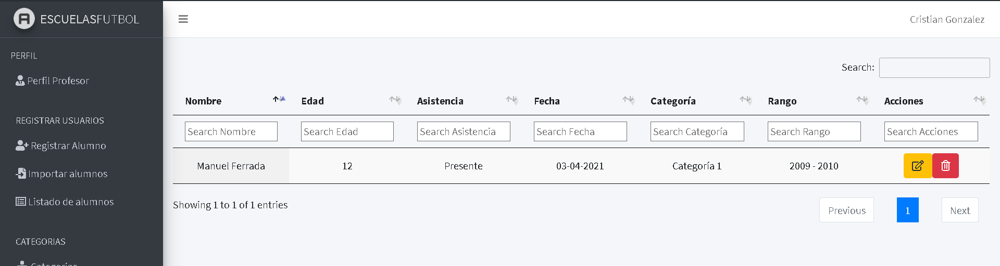 ESCUELASFUTBOL
Cristian Gonzalez
PERFIL
Perfil Profesor
REGISTRAR USUARIOS
Registrar Alumno
Importar alumnos
Listado de alumnos
CATEGORIAS
Categorias
Search:
Nombre Edad Asistencia Fecha Categoría Rango Acciones
Search Nombre Search Edad Search Asistencia Search Fecha Search Categoría Search Rango Search Acciones
Manuel Ferrada 12 Presente 03-04-2021 Categoría 1 2009 - 2010
Showing 1 to 1 of 1 entries
Previous 1 Next